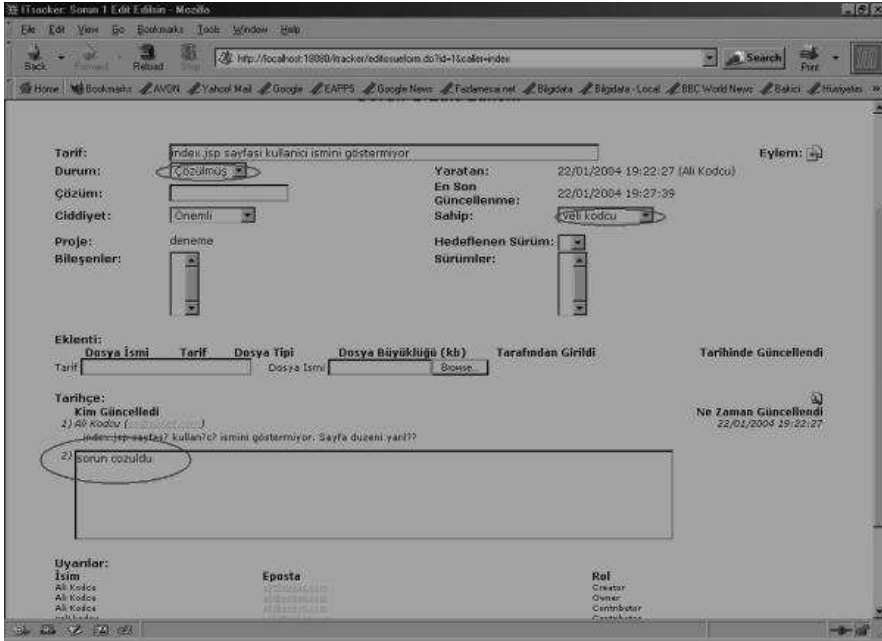 ITracker: Sorun 1 Edit Edilsin - Mozilla
File Edit View Go Bookmarks Tools Window Help
Back Forward Reload Stop http://localhost:18080/itracker/editissueform.do?id=1&caller=index Search Print
Home Bookmarks AVON Yahoo! Mail Google EAPPS Google News Fazlamesai.net Bilgidata Bilgidata-Local BBC World News Bakici Hurriyetim
Tarif: index.jsp sayfasi kullanici ismini göstermiyor Eylem:
Durum: Çözülmüş Yaratan: 22/01/2004 19:22:27 (Ali Kodcu)
Çözüm: En Son Güncellenme: 22/01/2004 19:27:39
Ciddiyet: Önemli Sahip: veli kodcu
Proje: deneme Hedeflenen Sürüm:
Bileşenler: Sürümler:
Eklenti:
Dosya İsmi Tarif Dosya Tipi Dosya Büyüklüğü (kb) Tarafından Girildi Tarihinde Güncellendi
Tarif Dosya Ismi Browse...
Tarihçe:
Kim Güncelledi Ne Zaman Güncellendi
1) Ali Kodcu ( ) 22/01/2004 19:22:27
index.jsp sayfas? kullan?c? ismini göstermiyor. Sayfa duzeni yanl??
2) sorun cozuldu
Uyarılar:
İsim Eposta Rol
Ali Kodcu Creator
Ali Kodcu Owner
Ali Kodcu Contributor
veli kodcu Contributor